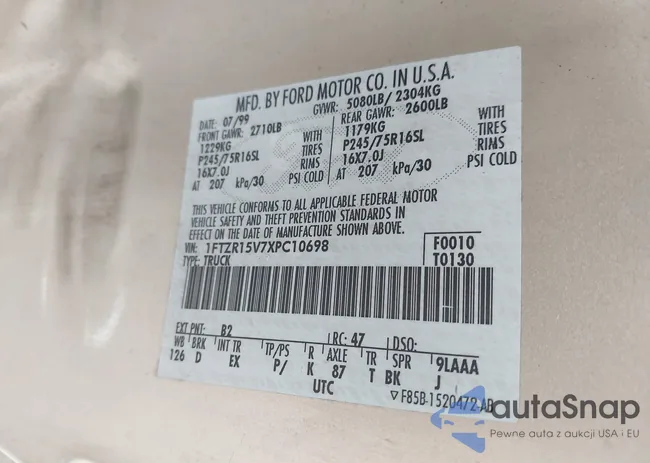 MFD. BY FORD MOTOR CO. IN U.S.A.
DATE: 07/99 GVWR: 5080LB/ 2304KG
FRONT GAWR: 2710LB REAR GAWR: 2600LB
1229KG WITH 1179KG WITH
P245/75R16SL TIRES P245/75R16SL TIRES
16X7.0J RIMS 16X7.0J RIMS
AT 207 kPa/30 PSI COLD AT 207 kPa/30 PSI COLD
THIS VEHICLE CONFORMS TO ALL APPLICABLE FEDERAL MOTOR
VEHICLE SAFETY AND THEFT PREVENTION STANDARDS IN
EFFECT ON THE DATE OF MANUFACTURE SHOWN ABOVE.
VIN: 1FTZR15V7XPC10698 F0010
TYPE: TRUCK T0130
EXT PNT: B2 RC: 47 DSO:
WB BRK INT TR TP/PS R AXLE TR SPR 9LAAA
126 D EX P/ K 87 T BK J
UTC
▽ F85B-1520472-AB
autaSnap
Pewne auta z aukcji USA i EU